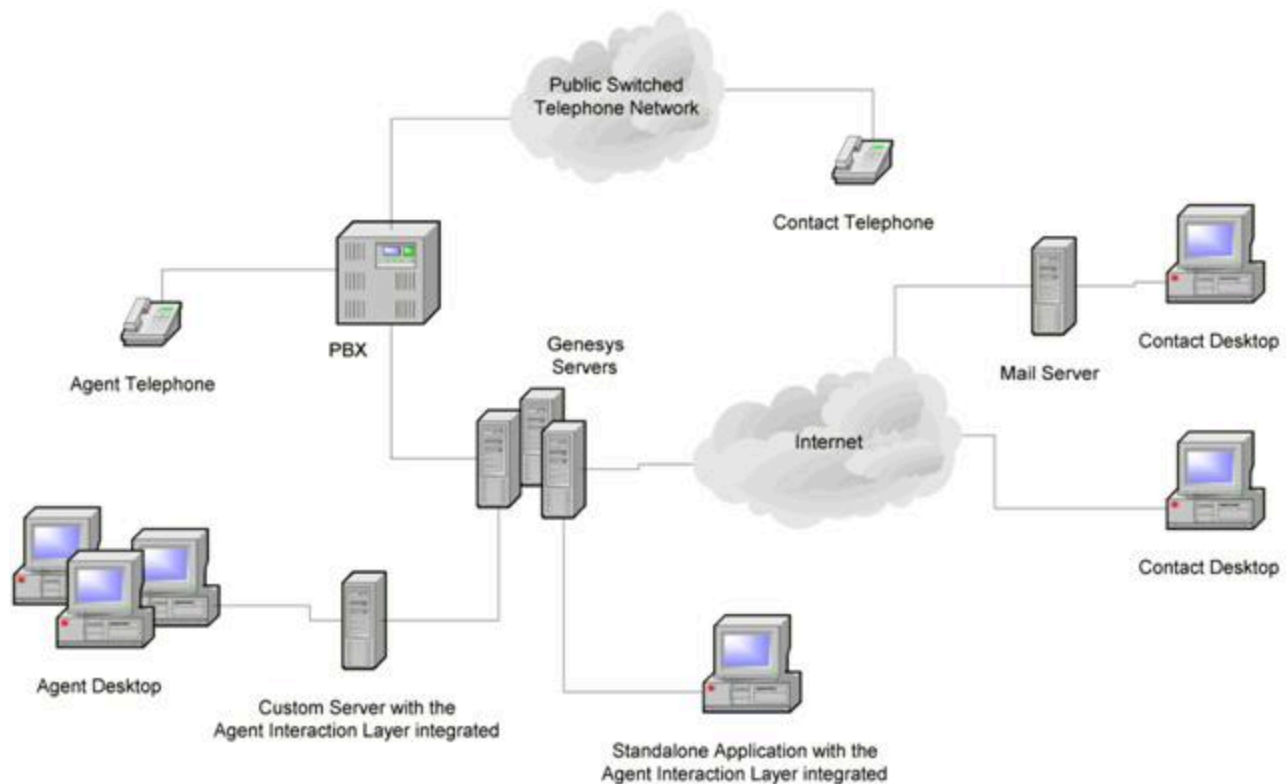 Public Switched
Telephone Network
Contact Telephone
Agent Telephone
PBX
Genesys
Servers
Mail Server
Contact Desktop
Internet
Contact Desktop
Agent Desktop
Custom Server with the
Agent Interaction Layer integrated
Standalone Application with the
Agent Interaction Layer integrated